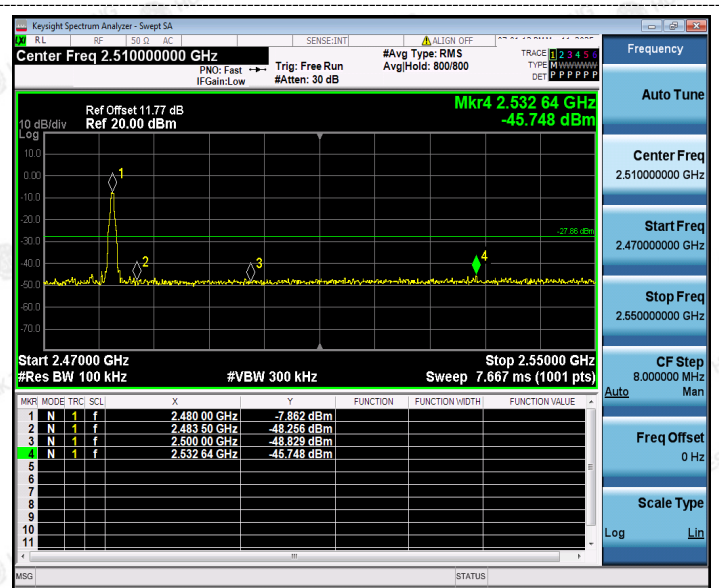 Keysight Spectrum Analyzer - Swept SA
LXI RL RF 50 Ω AC SENSE:INT ALIGN OFF
Center Freq 2.510000000 GHz
PNO: Fast
IFGain:Low
Trig: Free Run
#Atten: 30 dB
#Avg Type: RMS
Avg|Hold: 800/800
TRACE 1 2 3 4 5 6
TYPE M W W W W W
DET P P P P P P
Ref Offset 11.77 dB
10 dB/div Ref 20.00 dBm
Log
Mkr4 2.532 64 GHz
-45.748 dBm
10.0
0.00
-10.0
-20.0
-30.0
-40.0
-50.0
-60.0
-70.0
1
2
3
4
-27.86 dBm
Start 2.47000 GHz Stop 2.55000 GHz
#Res BW 100 kHz #VBW 300 kHz Sweep 7.667 ms (1001 pts)
MKR MODE TRC SCL X Y FUNCTION FUNCTION WIDTH FUNCTION VALUE
1 N 1 f 2.480 00 GHz -7.862 dBm
2 N 1 f 2.483 50 GHz -48.256 dBm
3 N 1 f 2.500 00 GHz -48.829 dBm
4 N 1 f 2.532 64 GHz -45.748 dBm
5
6
7
8
9
10
11
MSG STATUS
Frequency
Auto Tune
Center Freq
2.510000000 GHz
Start Freq
2.470000000 GHz
Stop Freq
2.550000000 GHz
CF Step
8.000000 MHz
Auto Man
Freq Offset
0 Hz
Scale Type
Log Lin